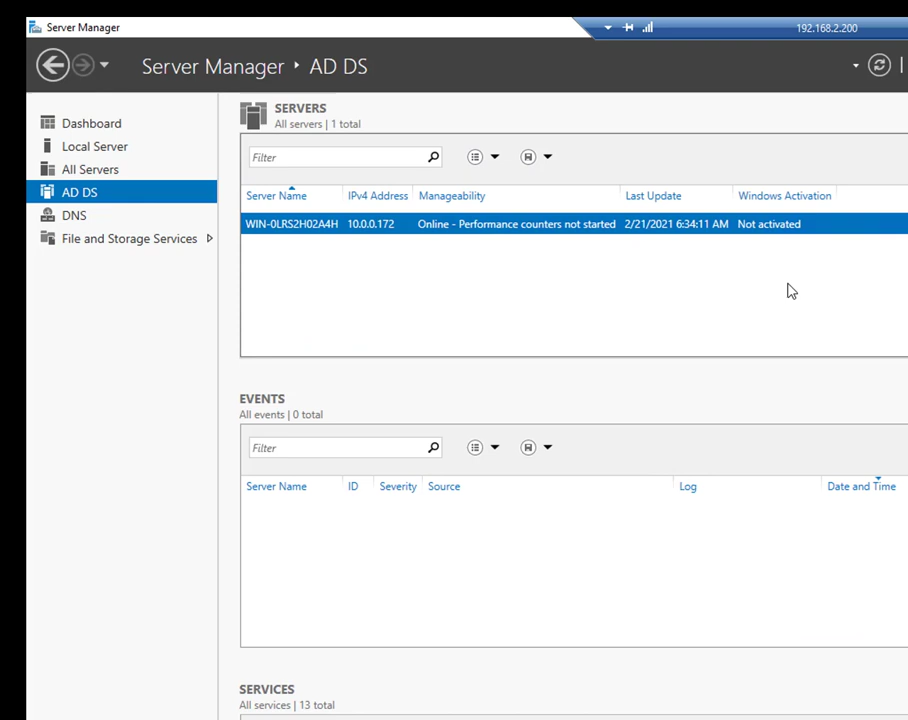 Server Manager
192.168.2.200
Server Manager ‣ AD DS
SERVERS
All servers | 1 total
Dashboard
Local Server
All Servers
AD DS
DNS
File and Storage Services
Filter
Server Name IPv4 Address Manageability Last Update Windows Activation
WIN-0LRS2H02A4H 10.0.0.172 Online - Performance counters not started 2/21/2021 6:34:11 AM Not activated
EVENTS
All events | 0 total
Filter
Server Name ID Severity Source Log Date and Time
SERVICES
All services | 13 total